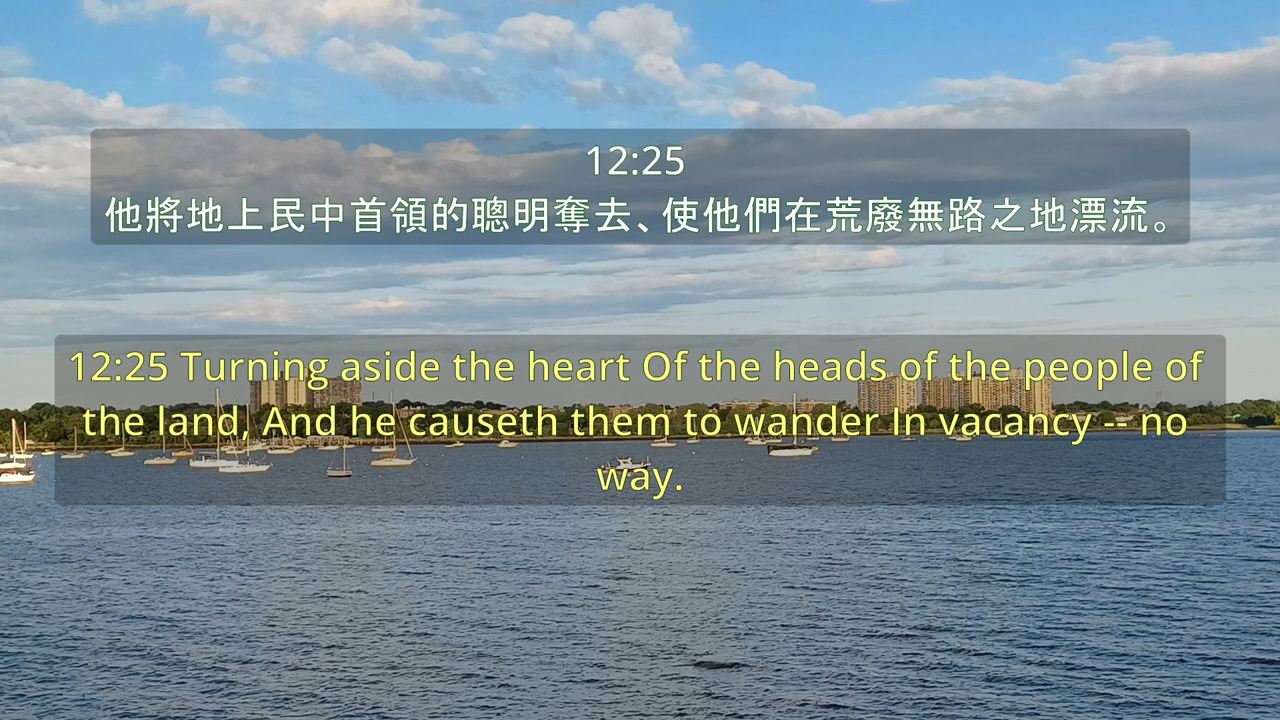 12:25
他將地上民中首領的聰明奪去、使他們在荒廢無路之地漂流。
12:25 Turning aside the heart Of the heads of the people of
the land, And he causeth them to wander In vacancy -- no
way.